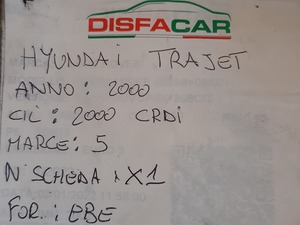 DISFACAR
HYUNDAI TRAJET
ANNO: 2000
CIL: 2000 CRDi
MARCE: 5
N° SCHEDA: X1
FOR.: EBE